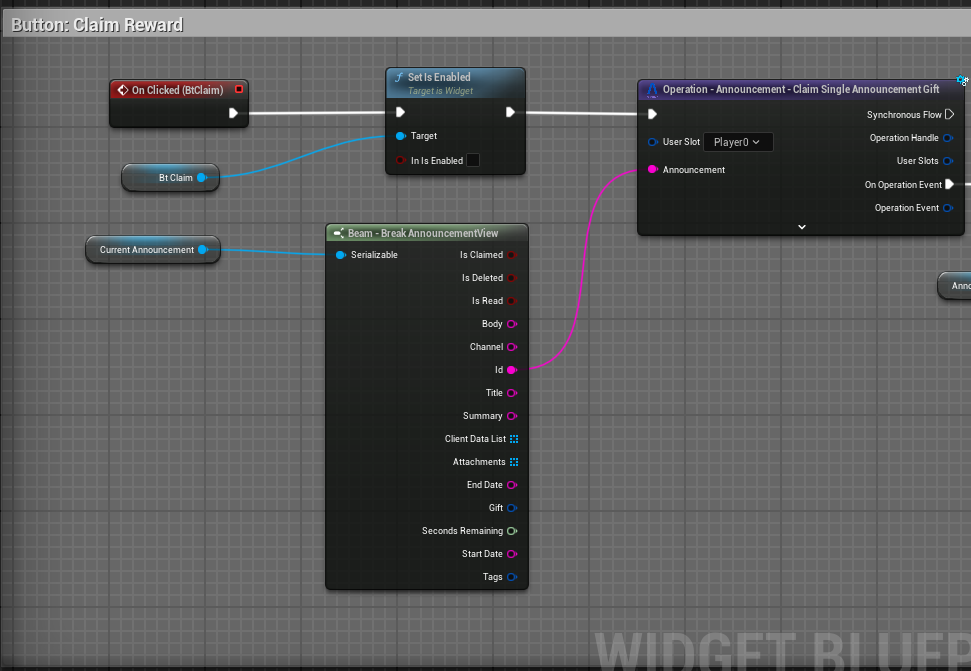 Button: Claim Reward
On Clicked (BtClaim)
Bt Claim
Current Announcement
Set Is Enabled
Target is Widget
Target
In Is Enabled
Beam - Break AnnouncementView
Serializable
Is Claimed
Is Deleted
Is Read
Body
Channel
Id
Title
Summary
Client Data List
Attachments
End Date
Gift
Seconds Remaining
Start Date
Tags
Operation - Announcement - Claim Single Announcement Gift
Synchronous Flow
Operation Handle
User Slot Player0
User Slots
Announcement
On Operation Event
Operation Event
Anno
WIDGET BLUEP